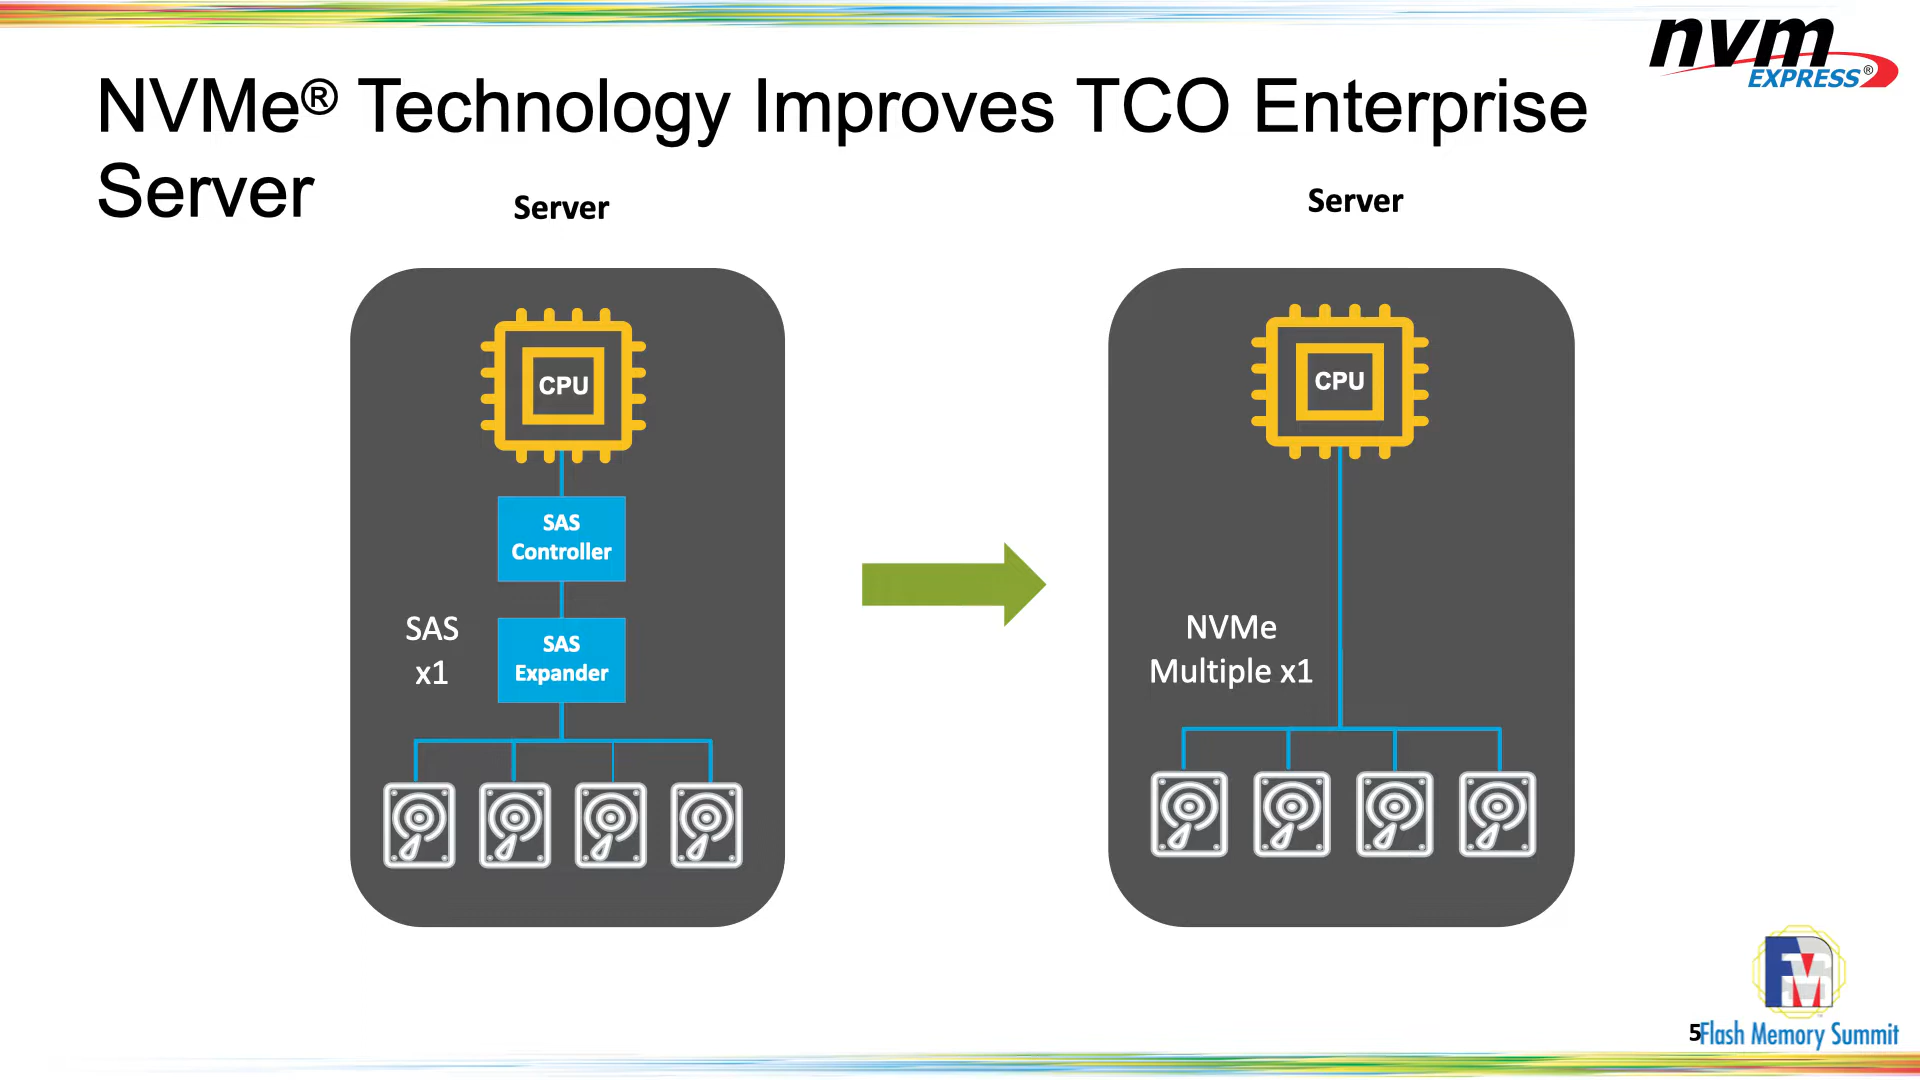 nvm
EXPRESS®
NVMe® Technology Improves TCO Enterprise
Server
Server
CPU
SAS
Controller
SAS
x1
SAS
Expander
Server
CPU
NVMe
Multiple x1
FMS
5
Flash Memory Summit